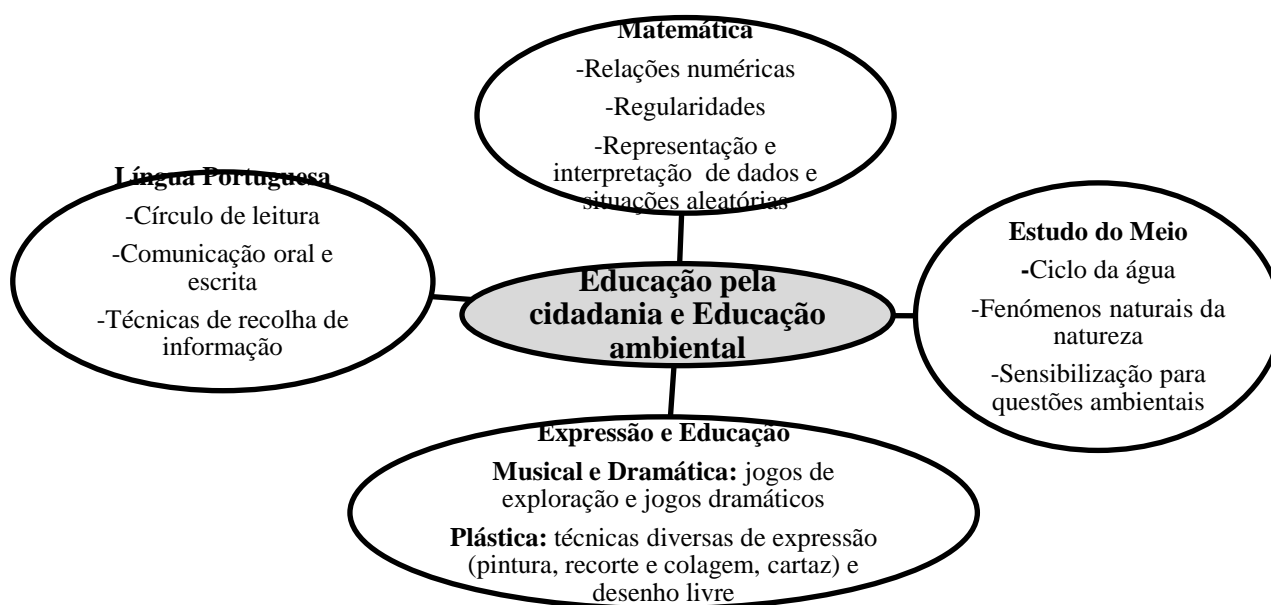 Matemática
-Relações numéricas
-Regularidades
-Representação e
interpretação de dados e
situações aleatórias
Língua Portuguesa
-Círculo de leitura
-Comunicação oral e
escrita
-Técnicas de recolha de
informação
Educação pela
cidadania e Educação
ambiental
Estudo do Meio
-Ciclo da água
-Fenómenos naturais da
natureza
-Sensibilização para
questões ambientais
Expressão e Educação
Musical e Dramática: jogos de
exploração e jogos dramáticos
Plástica: técnicas diversas de expressão
(pintura, recorte e colagem, cartaz) e
desenho livre